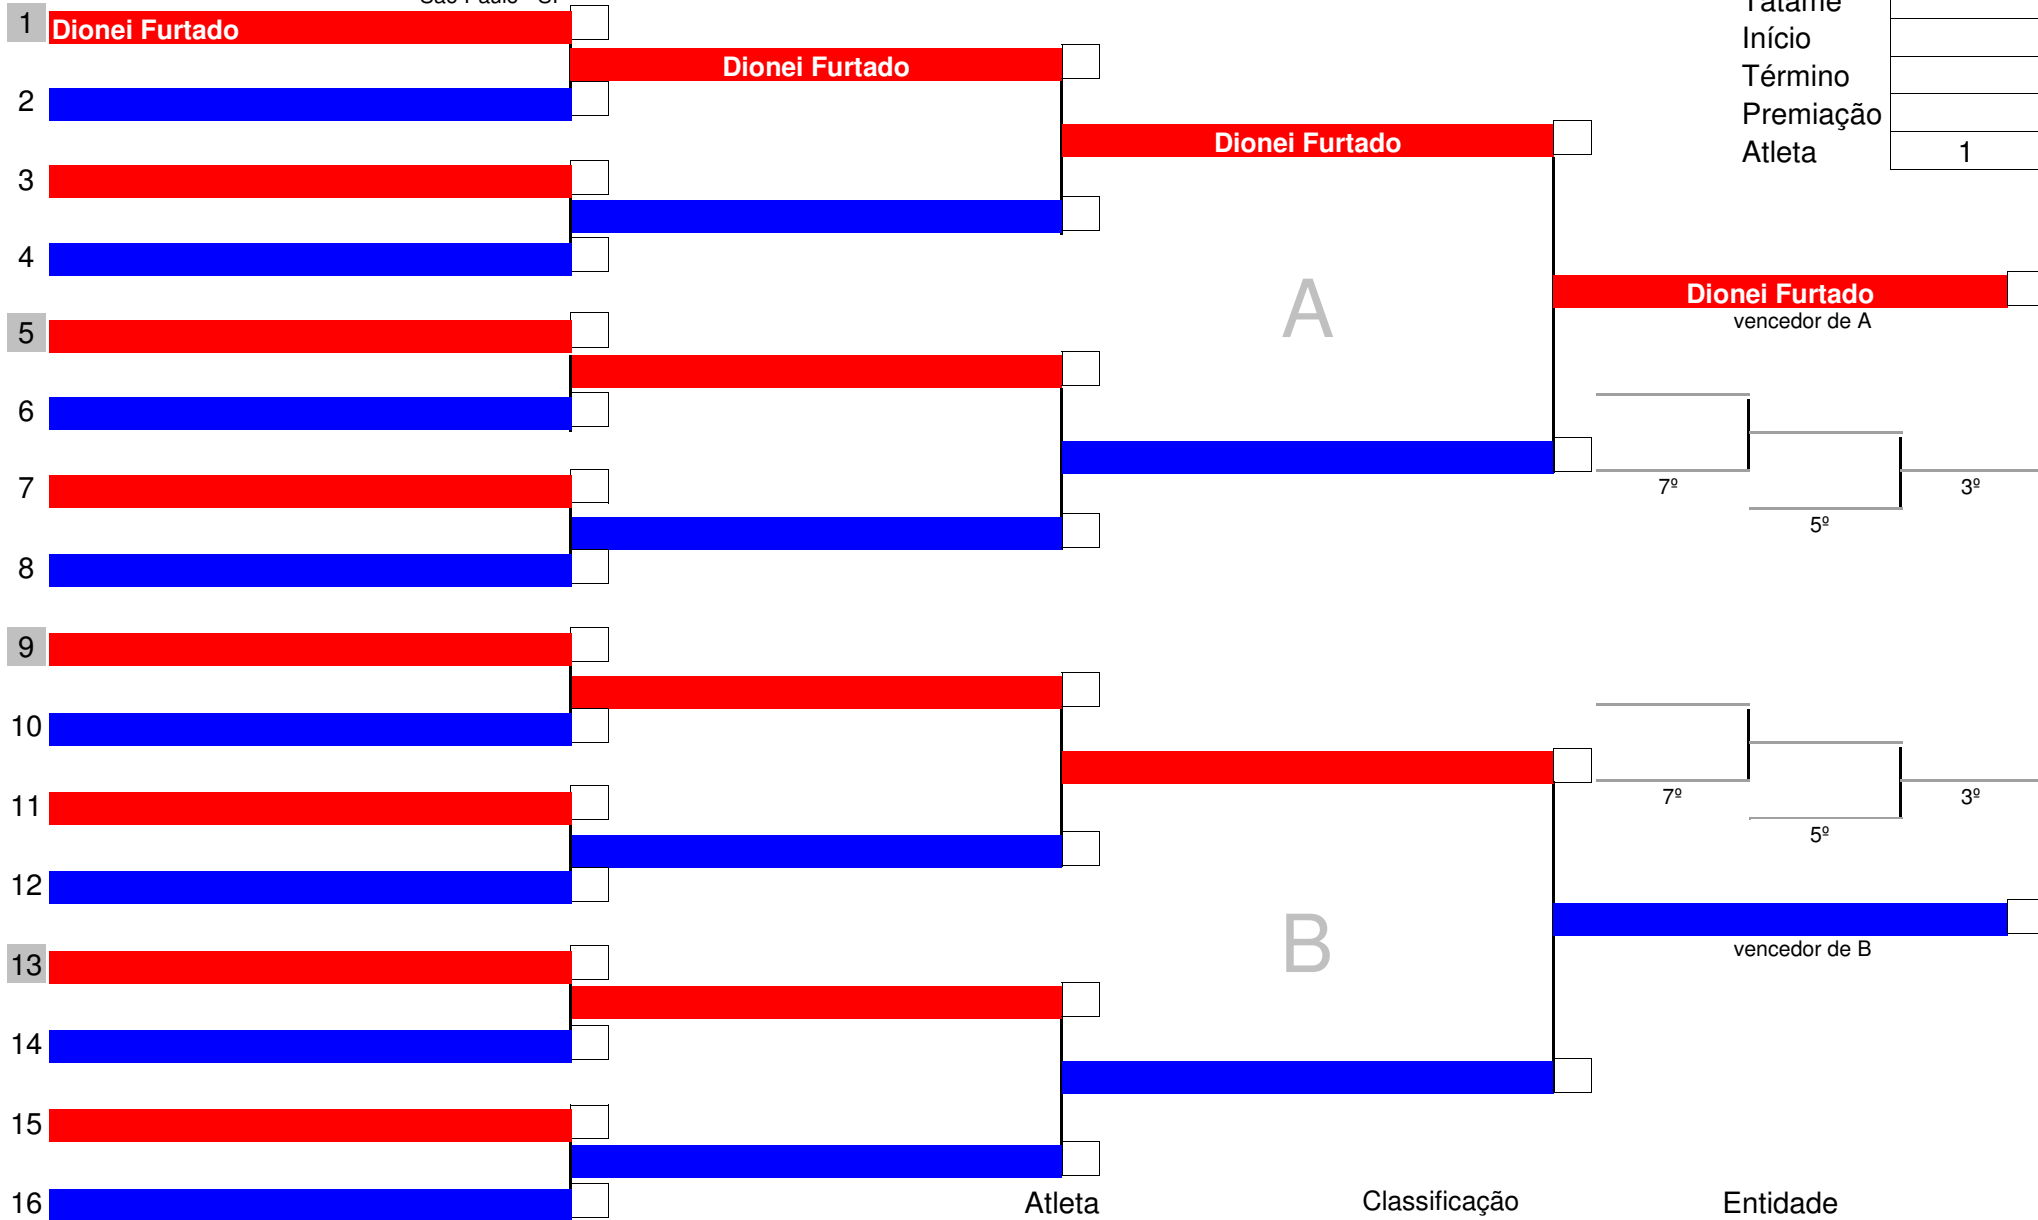 1 Dionei Furtado
Dionei Furtado
2
Início
Término
Premiação
Dionei Furtado
Atleta 1
3
4
A
Dionei Furtado
vencedor de A
5
6
7
7º 3º
5º
8
9
10
11
7º 3º
5º
12
B
13
vencedor de B
14
15
16
Atleta Classificação Entidade